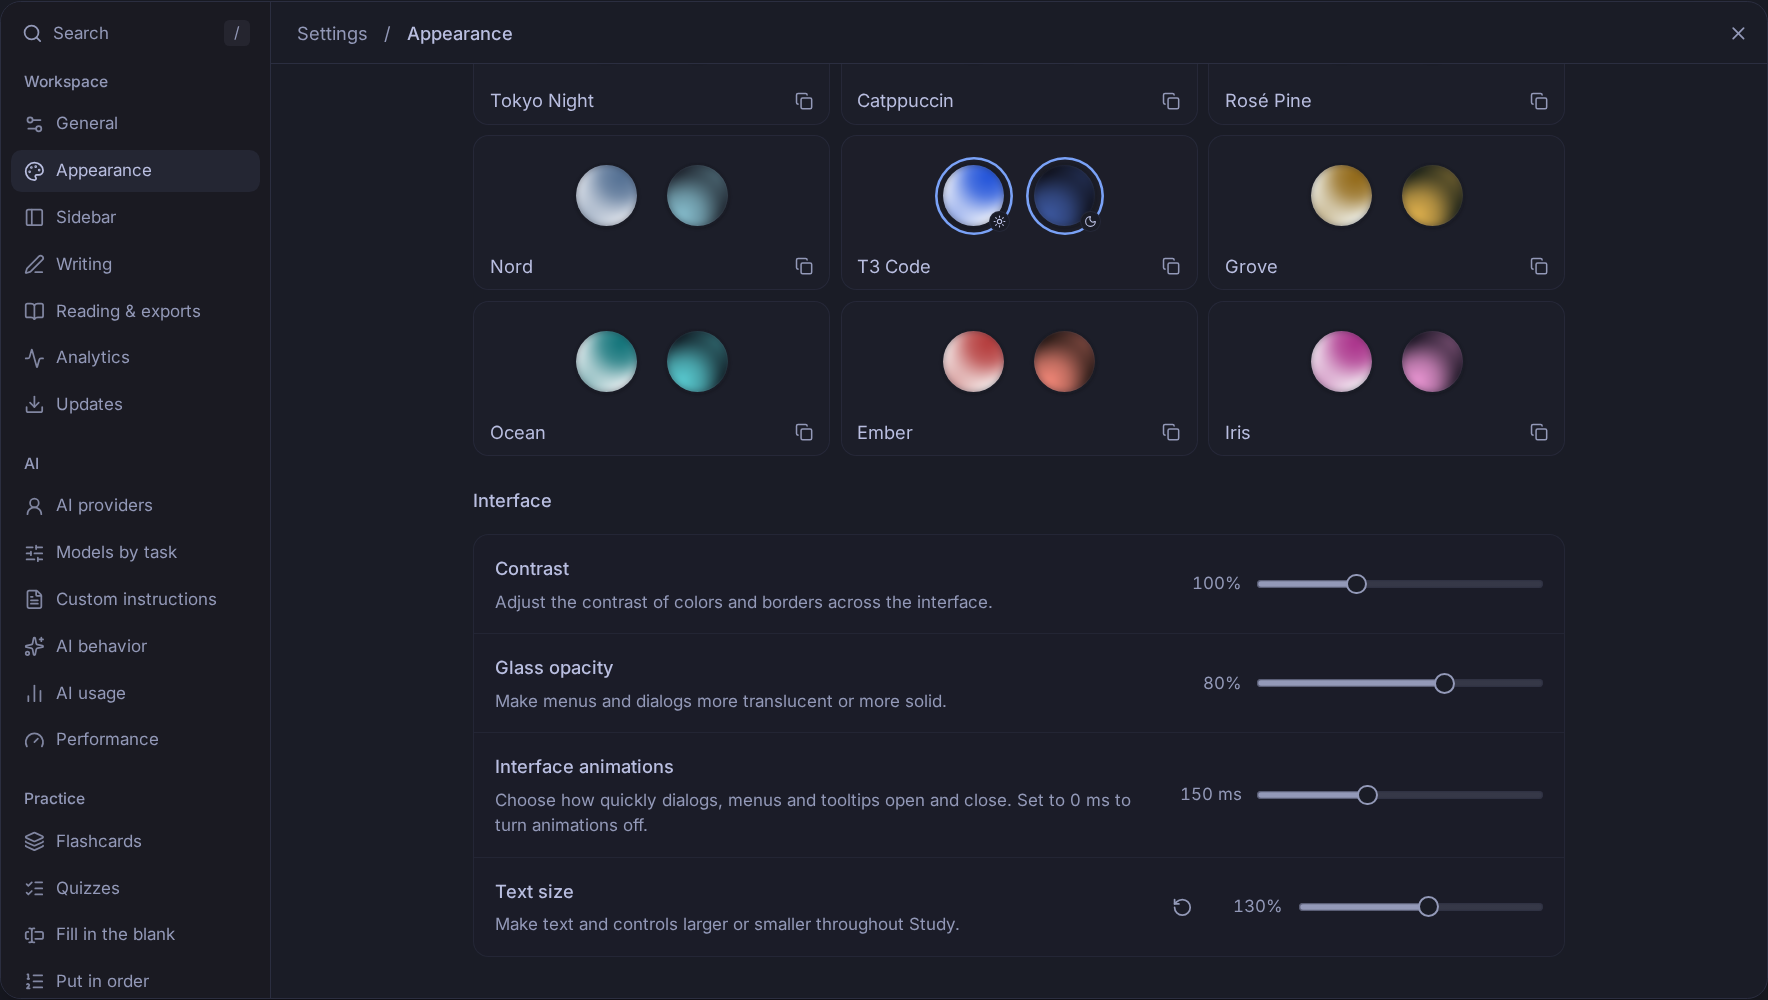 Search
/
Workspace
General
Appearance
Sidebar
Writing
Reading & exports
Analytics
Updates
AI
AI providers
Models by task
Custom instructions
AI behavior
AI usage
Performance
Practice
Flashcards
Quizzes
Fill in the blank
Put in order
Settings / Appearance
Tokyo Night
Catppuccin
Rosé Pine
Nord
T3 Code
Grove
Ocean
Ember
Iris
Interface
Contrast
Adjust the contrast of colors and borders across the interface.
100%
Glass opacity
Make menus and dialogs more translucent or more solid.
80%
Interface animations
Choose how quickly dialogs, menus and tooltips open and close. Set to 0 ms to
turn animations off.
150 ms
Text size
Make text and controls larger or smaller throughout Study.
130%